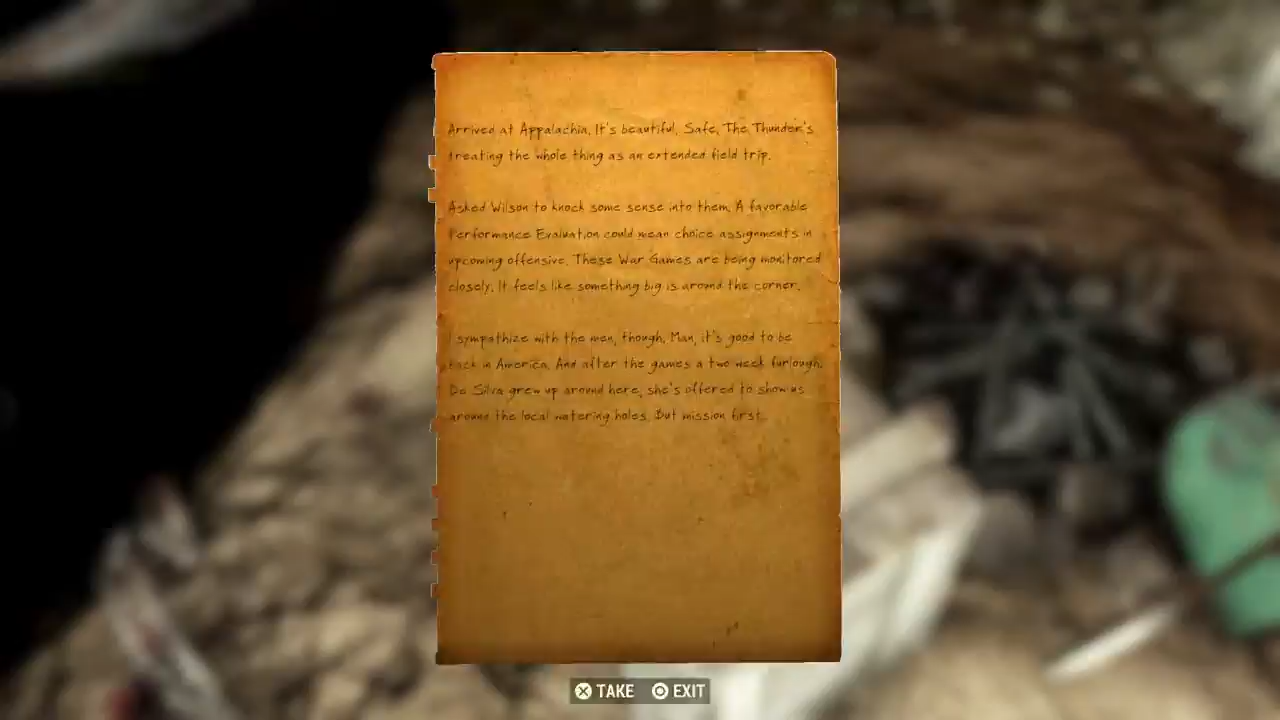 Arrived at Appalachia. It's beautiful. Safe. The Thunder's
treating the whole thing as an extended field trip.
Asked Wilson to knock some sense into them. A favorable
Performance Evaluation could mean choice assignments in
upcoming offensive. These War Games are being monitored
closely. It feels like something big is around the corner.
I sympathize with the men, though. Man, it's good to be
back in America. And after the games a two week furlough.
De Silva grew up around here, she's offered to show us
around the local watering holes. But mission first.
TAKE EXIT